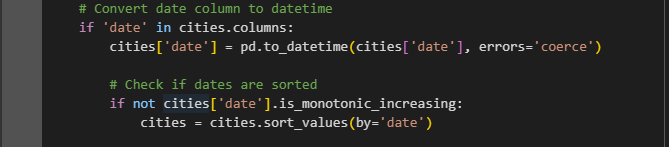 # Convert date column to datetime
if 'date' in cities.columns:
    cities['date'] = pd.to_datetime(cities['date'], errors='coerce')

    # Check if dates are sorted
    if not cities['date'].is_monotonic_increasing:
        cities = cities.sort_values(by='date')